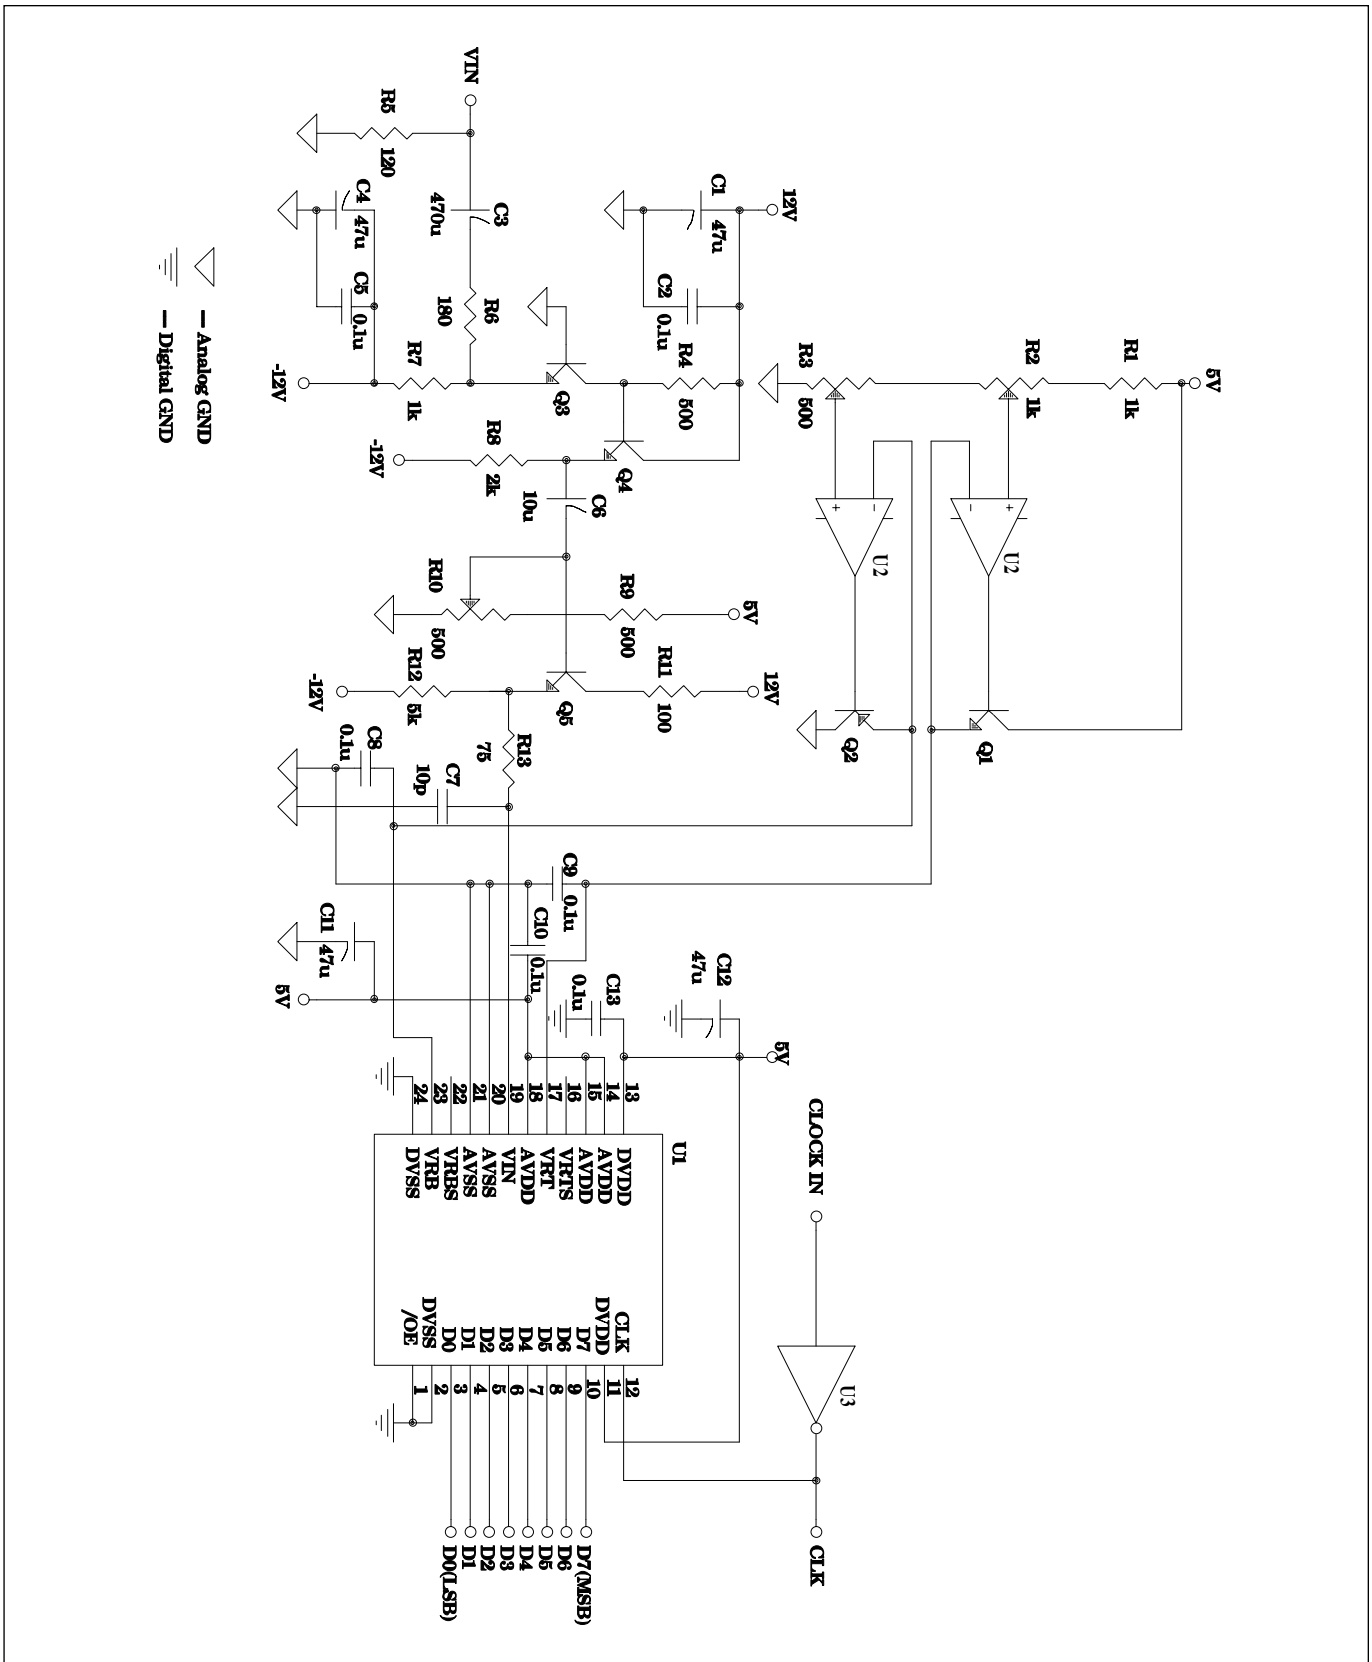 5V
R1
1k
R2
1k
R3
500
+
-
U2
+
-
U2
Q1
Q2
12V
C1
47u
C2
0.1u
R4
500
Q4
VIN
R5
120
C3
470u
R6
180
Q3
C4
47u
C5
0.1u
R7
1k
-12V
R8
2k
-12V
C6
10u
5V
R9
500
R10
500
12V
R11
100
Q5
R12
5k
-12V
R13
75
C7
10p
C8
0.1u
C9
0.1u
C10
0.1u
C11
47u
5V
C12
47u
C13
0.1u
5V
U1
13 DVDD
14 AVDD
15 AVDD
16 VRTS
17 VRT
18 AVDD
19 VIN
20 AVSS
21 AVSS
22 VRBS
23 VRB
24 DVSS
CLK 12
DVDD 11
D7 10
D6 9
D5 8
D4 7
D3 6
D2 5
D1 4
D0 3
DVSS 2
/OE 1
CLOCK IN
U3
CLK
D7(MSB)
D6
D5
D4
D3
D2
D1
D0(LSB)
— Analog GND
— Digital GND